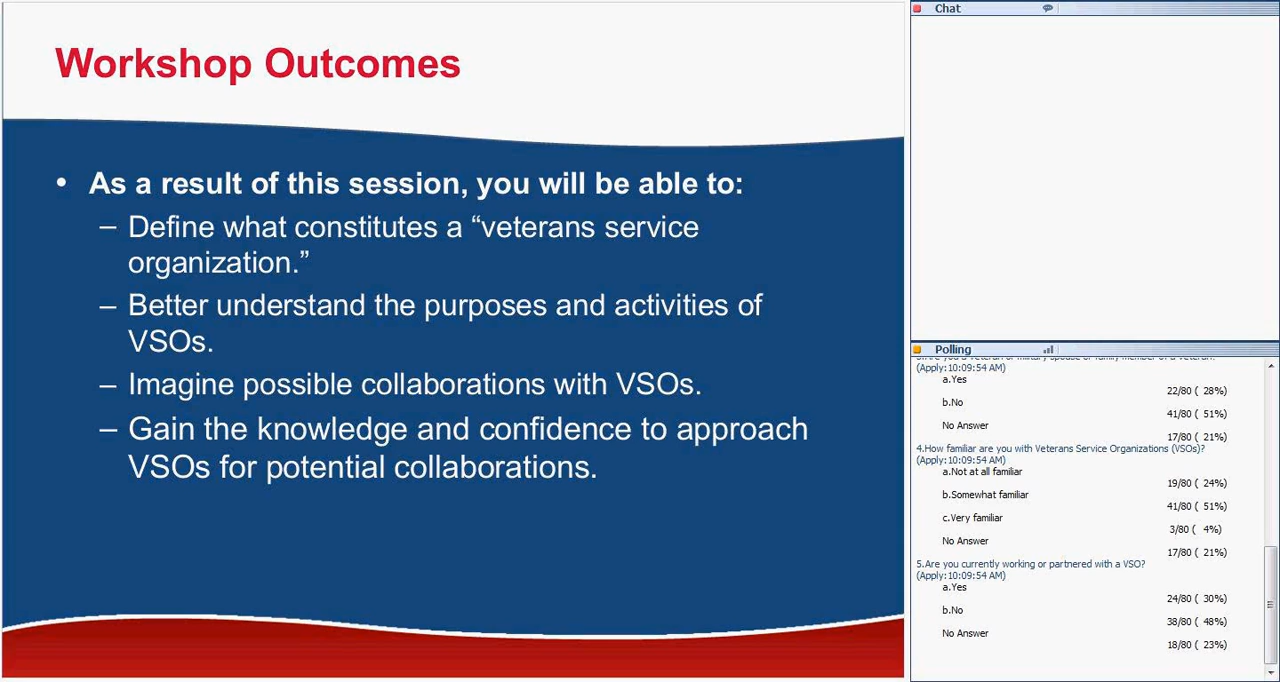 Workshop Outcomes
• As a result of this session, you will be able to:
– Define what constitutes a “veterans service
organization.”
– Better understand the purposes and activities of
VSOs.
– Imagine possible collaborations with VSOs.
– Gain the knowledge and confidence to approach
VSOs for potential collaborations.
Chat
Polling
(Apply:10:09:54 AM)
a.Yes
22/80 ( 28%)
b.No
41/80 ( 51%)
No Answer
17/80 ( 21%)
4.How familiar are you with Veterans Service Organizations (VSOs)?
(Apply:10:09:54 AM)
a.Not at all familiar
19/80 ( 24%)
b.Somewhat familiar
41/80 ( 51%)
c.Very familiar
3/80 ( 4%)
No Answer
17/80 ( 21%)
5.Are you currently working or partnered with a VSO?
(Apply:10:09:54 AM)
a.Yes
24/80 ( 30%)
b.No
38/80 ( 48%)
No Answer
18/80 ( 23%)